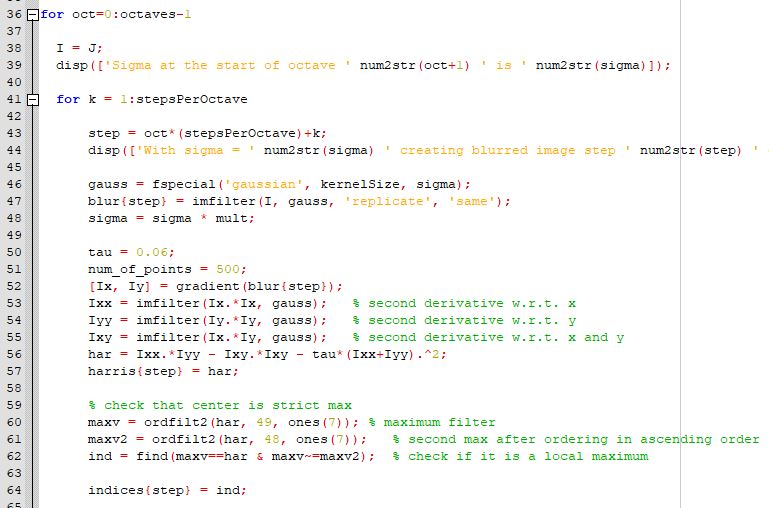 36 for oct=0:octaves-1
37
38 I = J;
39 disp(['Sigma at the start of octave ' num2str(oct+1) ' is ' num2str(sigma)]);
40
41 for k = 1:stepsPerOctave
42
43 step = oct*(stepsPerOctave)+k;
44 disp(['With sigma = ' num2str(sigma) ' creating blurred image step ' num2str(step) '
45
46 gauss = fspecial('gaussian', kernelSize, sigma);
47 blur{step} = imfilter(I, gauss, 'replicate', 'same');
48 sigma = sigma * mult;
49
50 tau = 0.06;
51 num_of_points = 500;
52 [Ix, Iy] = gradient(blur{step});
53 Ixx = imfilter(Ix.*Ix, gauss); % second derivative w.r.t. x
54 Iyy = imfilter(Iy.*Iy, gauss); % second derivative w.r.t. y
55 Ixy = imfilter(Ix.*Iy, gauss); % second derivative w.r.t. x and y
56 har = Ixx.*Iyy - Ixy.*Ixy - tau*(Ixx+Iyy).^2;
57 harris{step} = har;
58
59 % check that center is strict max
60 maxv = ordfilt2(har, 49, ones(7)); % maximum filter
61 maxv2 = ordfilt2(har, 48, ones(7)); % second max after ordering in ascending order
62 ind = find(maxv==har & maxv~=maxv2); % check if it is a local maximum
63
64 indices{step} = ind;